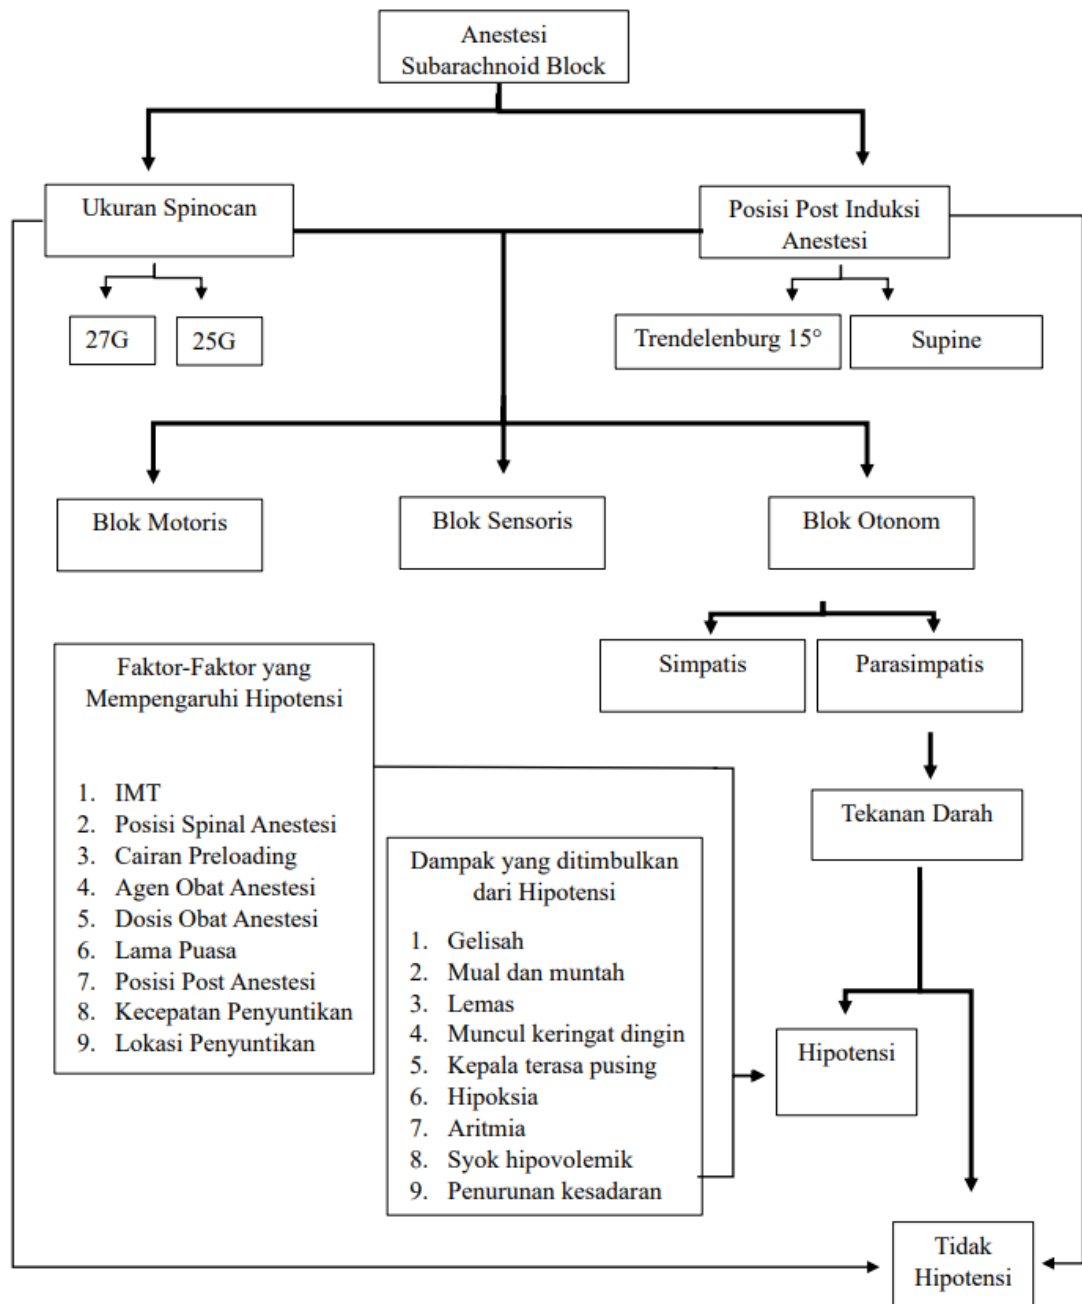 Anestesi
Subarachnoid Block
Ukuran Spinocan
Posisi Post Induksi
Anestesi
27G
25G
Trendelenburg 15°
Supine
Blok Motoris
Blok Sensoris
Blok Otonom
Simpatis
Parasimpatis
Faktor-Faktor yang
Mempengaruhi Hipotensi
1. IMT
2. Posisi Spinal Anestesi
3. Cairan Preloading
4. Agen Obat Anestesi
5. Dosis Obat Anestesi
6. Lama Puasa
7. Posisi Post Anestesi
8. Kecepatan Penyuntikan
9. Lokasi Penyuntikan
Tekanan Darah
Dampak yang ditimbulkan
dari Hipotensi
1. Gelisah
2. Mual dan muntah
3. Lemas
4. Muncul keringat dingin
5. Kepala terasa pusing
6. Hipoksia
7. Aritmia
8. Syok hipovolemik
9. Penurunan kesadaran
Hipotensi
Tidak
Hipotensi